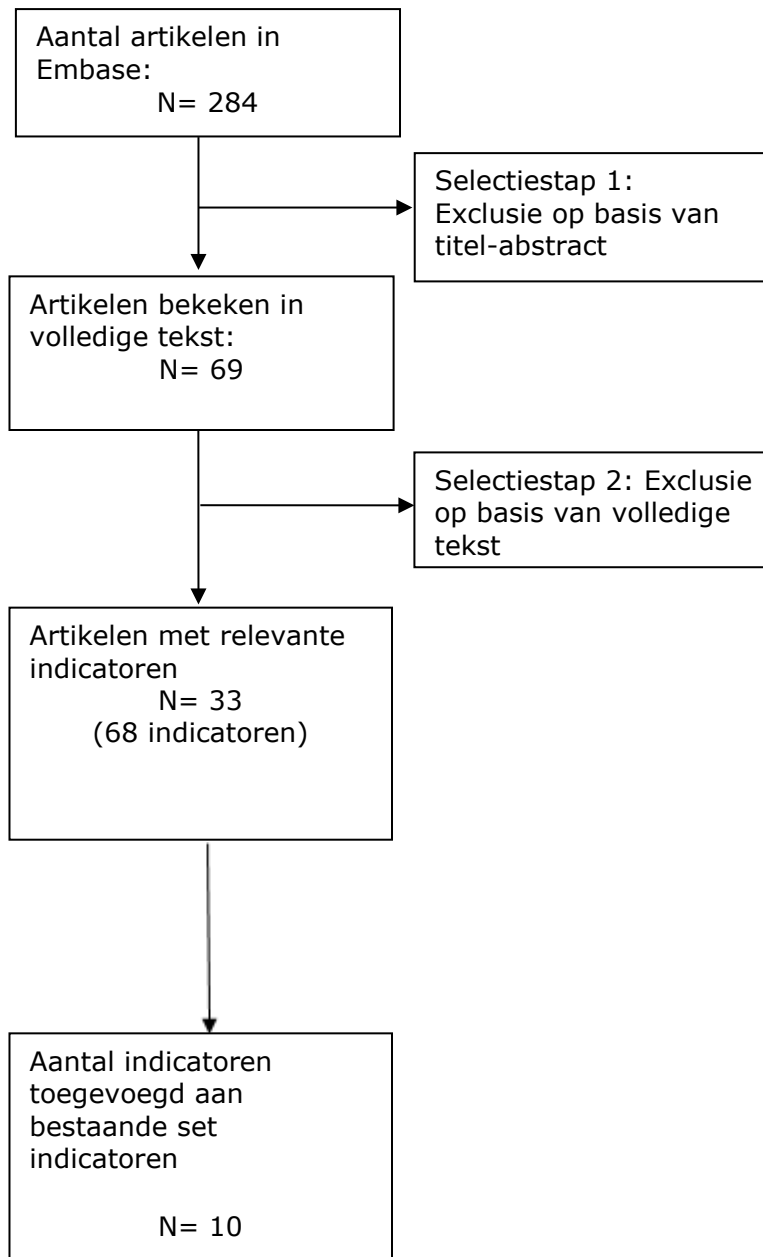 Aantal artikelen in
Embase:
N= 284
Selectiestap 1:
Exclusie op basis van
titel-abstract
Artikelen bekeken in
volledige tekst:
N= 69
Selectiestap 2: Exclusie
op basis van volledige
tekst
Artikelen met relevante
indicatoren
N= 33
(68 indicatoren)
Aantal indicatoren
toegevoegd aan
bestaande set
indicatoren
N= 10